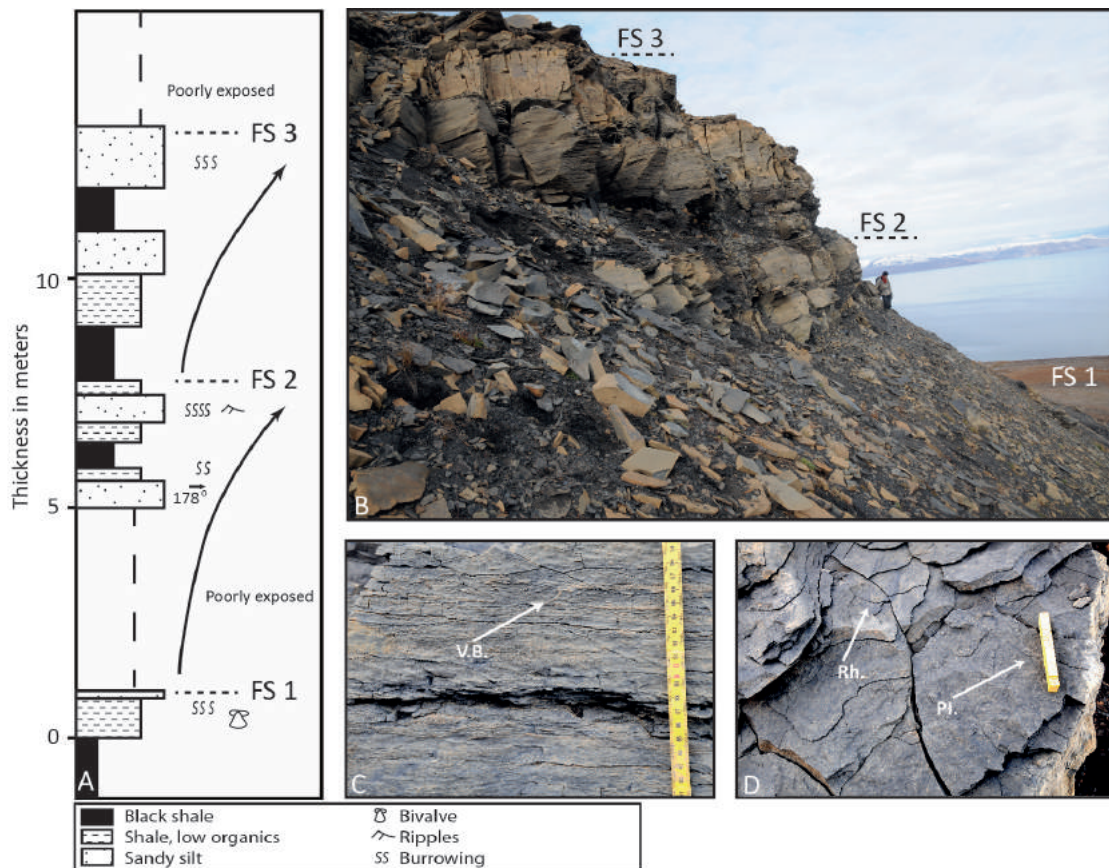 Poorly exposed
FS 3
SSS
10
Thickness in meters
FS 2
SSSS
SS
178°
5
Poorly exposed
FS 1
SSS
0
A
Black shale
Shale, low organics
Sandy silt
Bivalve
Ripples
SS Burrowing
FS 3
FS 2
FS 1
B
V.B.
C
Rh.
Pl.
D